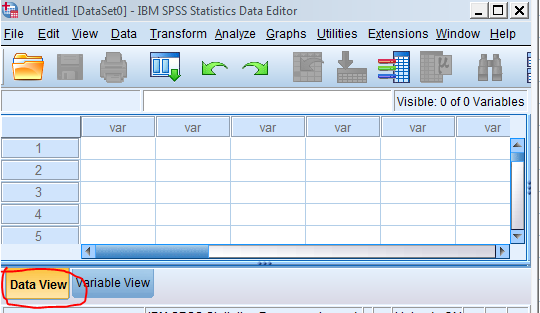 Untitled1 [DataSet0] - IBM SPSS Statistics Data Editor
File Edit View Data Transform Analyze Graphs Utilities Extensions Window Help
Visible: 0 of 0 Variables
var var var var var var
1
2
3
4
5
Data View Variable View